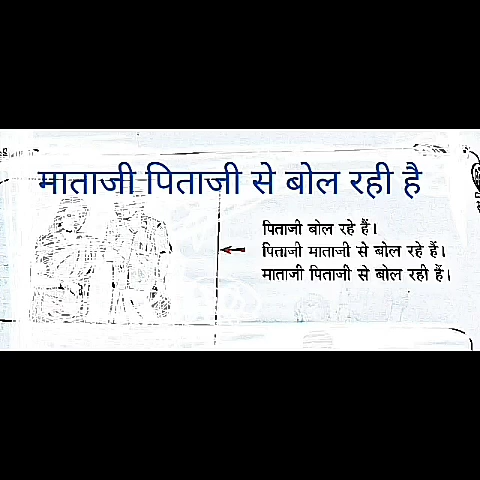 माताजी पिताजी से बोल रही है
पिताजी बोल रहे हैं।
पिताजी माताजी से बोल रहे हैं।
माताजी पिताजी से बोल रही हैं।